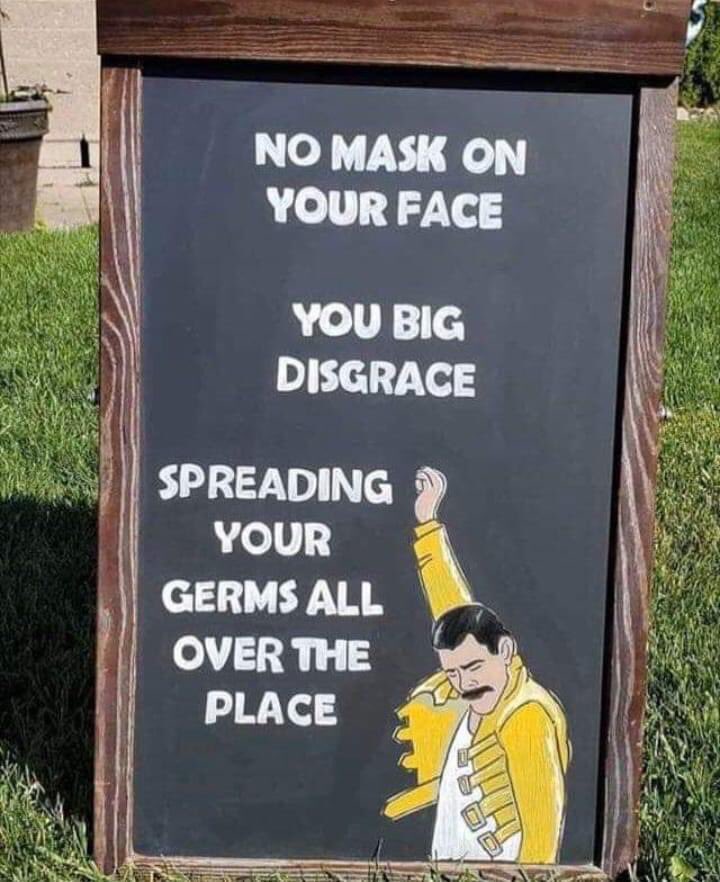 NO MASK ON
YOUR FACE
YOU BIG
DISGRACE
SPREADING
YOUR
GERMS ALL
OVER THE
PLACE